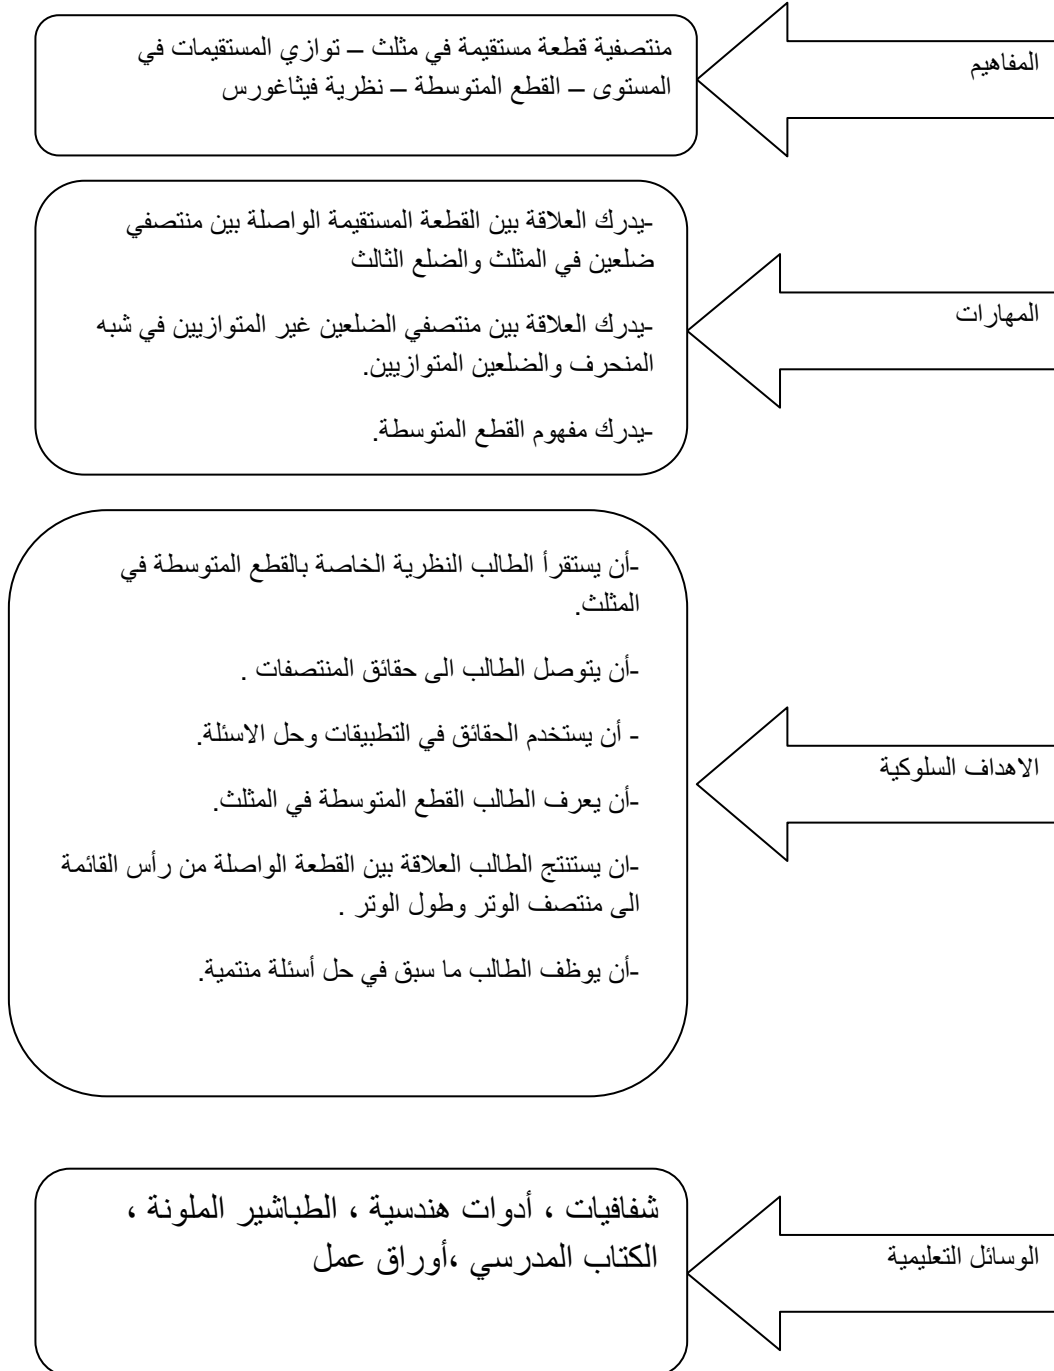 المفاهيم
منتصفية قطعة مستقيمة في مثلث – توازي المستقيمات في
المستوى – القطع المتوسطة – نظرية فيثاغورس
المهارات
-يدرك العلاقة بين القطعة المستقيمة الواصلة بين منتصفي
ضلعين في المثلث والضلع الثالث
-يدرك العلاقة بين منتصفي الضلعين غير المتوازيين في شبه
المنحرف والضلعين المتوازيين.
-يدرك مفهوم القطع المتوسطة.
الاهداف السلوكية
-أن يستقرأ الطالب النظرية الخاصة بالقطع المتوسطة في
المثلث.
-أن يتوصل الطالب الى حقائق المنتصفات .
- أن يستخدم الحقائق في التطبيقات وحل الاسئلة.
-أن يعرف الطالب القطع المتوسطة في المثلث.
-ان يستنتج الطالب العلاقة بين القطعة الواصلة من رأس القائمة
الى منتصف الوتر وطول الوتر .
-أن يوظف الطالب ما سبق في حل أسئلة منتمية.
الوسائل التعليمية
شفافيات ، أدوات هندسية ، الطباشير الملونة ،
الكتاب المدرسي ،أوراق عمل